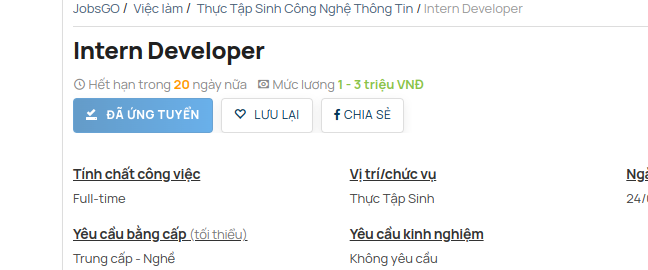 JobsGO / Việc làm / Thực Tập Sinh Công Nghệ Thông Tin / Intern Developer
Intern Developer
Hết hạn trong 20 ngày nữa Mức lương 1 - 3 triệu VNĐ
ĐÃ ỨNG TUYỂN LƯU LẠI CHIA SẺ
Tính chất công việc Vị trí/chức vụ
Full-time Thực Tập Sinh 24/
Yêu cầu bằng cấp (tối thiểu) Yêu cầu kinh nghiệm
Trung cấp - Nghề Không yêu cầu